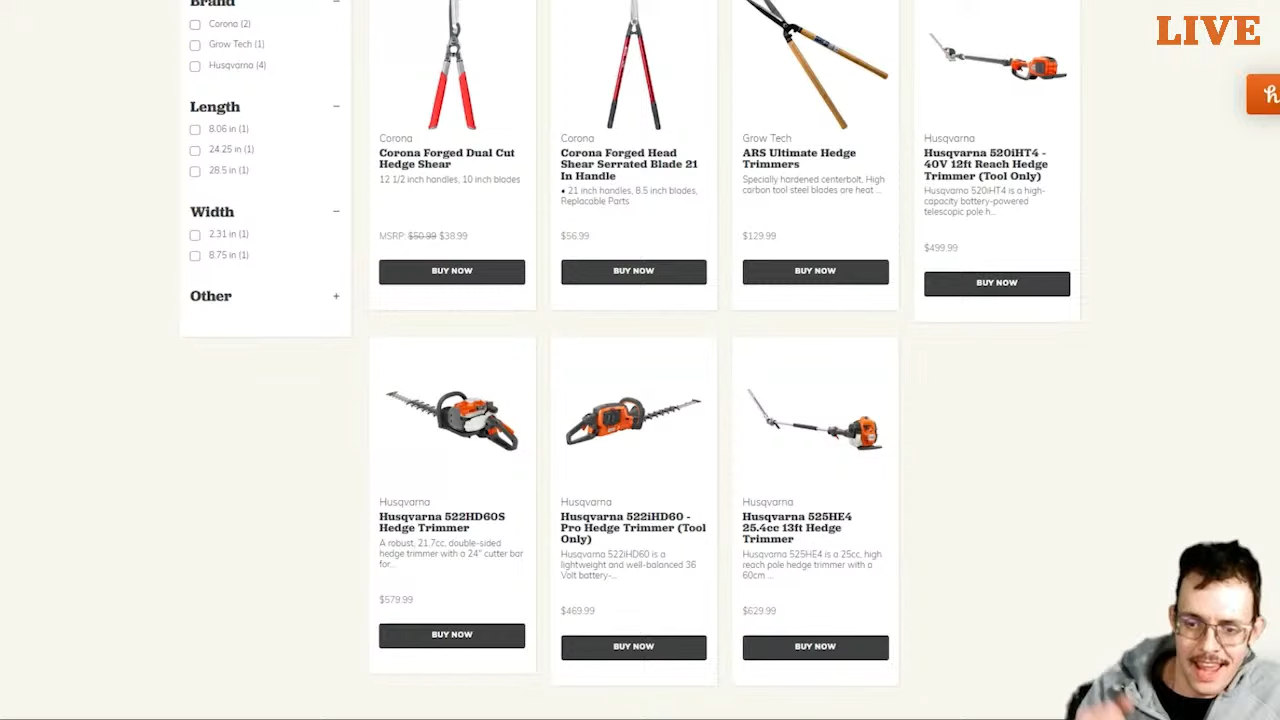 Brand
Corona (2)
Grow Tech (1)
Husqvarna (4)
Length
8.06 in (1)
24.25 in (1)
28.5 in (1)
Width
2.31 in (1)
8.75 in (1)
Other
Corona
Corona Forged Dual Cut
Hedge Shear
12 1/2 inch handles, 10 inch blades
MSRP: $50.99 $38.99
BUY NOW
Corona
Corona Forged Head
Shear Serrated Blade 21
In Handle
• 21 inch handles, 8.5 inch blades,
Replacable Parts
$56.99
BUY NOW
Grow Tech
ARS Ultimate Hedge
Trimmers
Specially hardened centerbolt, High
carbon tool steel blades are heat ...
$129.99
BUY NOW
Husqvarna
Husqvarna 520iHT4 -
40V 12ft Reach Hedge
Trimmer (Tool Only)
Husqvarna 520iHT4 is a high-
capacity battery-powered
telescopic pole h...
$499.99
BUY NOW
Husqvarna
Husqvarna 522HD60S
Hedge Trimmer
A robust, 21.7cc, double-sided
hedge trimmer with a 24" cutter bar
for...
$579.99
BUY NOW
Husqvarna
Husqvarna 522iHD60 -
Pro Hedge Trimmer (Tool
Only)
Husqvarna 522iHD60 is a
lightweight and well-balanced 36
Volt battery-...
$469.99
BUY NOW
Husqvarna
Husqvarna 525HE4
25.4cc 13ft Hedge
Trimmer
Husqvarna 525HE4 is a 25cc, high
reach pole hedge trimmer with a
60cm ...
$629.99
BUY NOW
LIVE
h